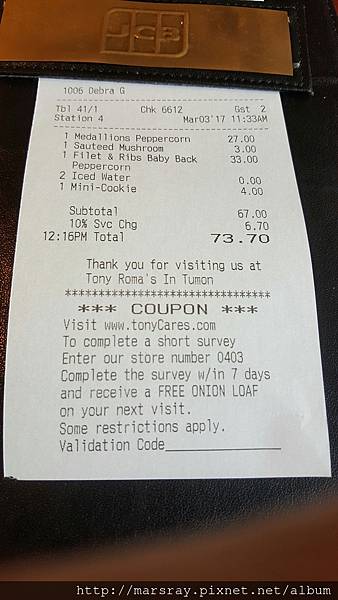 JCB
1006 Debra G
Tbl 41/1 Chk 6612 Gst 2
Station 4 Mar03'17 11:33AM
1 Medallions Peppercorn 27.00
1 Sauteed Mushroom 3.00
1 Filet & Ribs Baby Back 33.00
Peppercorn
2 Iced Water 0.00
1 Mini-Cookie 4.00
Subtotal 67.00
10% Svc Chg 6.70
12:16PM Total 73.70
Thank you for visiting us at
Tony Roma's In Tumon
******************************
*** COUPON ***
Visit www.tonyCares.com
To complete a short survey
Enter our store number 0403
Complete the survey w/in 7 days
and receive a FREE ONION LOAF
on your next visit.
Some restrictions apply.
Validation Code_______________
http://marsray.pixnet.net/album